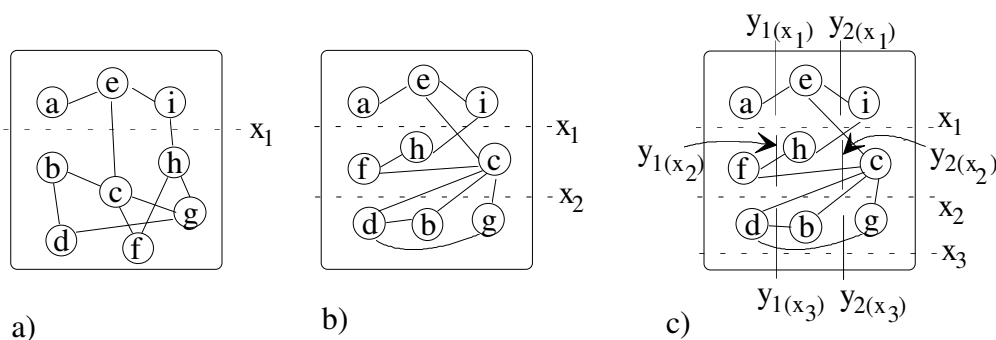 a e i x₁
b h c g d f
a)
a e i x₁
h c f x₂
d b g
b)
y₁₍ₓ₁₎ y₂₍ₓ₁₎
a e i x₁
y₁₍ₓ₂₎ h f c y₂₍ₓ₂₎
x₂
d b g
x₃
y₁₍ₓ₃₎ y₂₍ₓ₃₎
c)